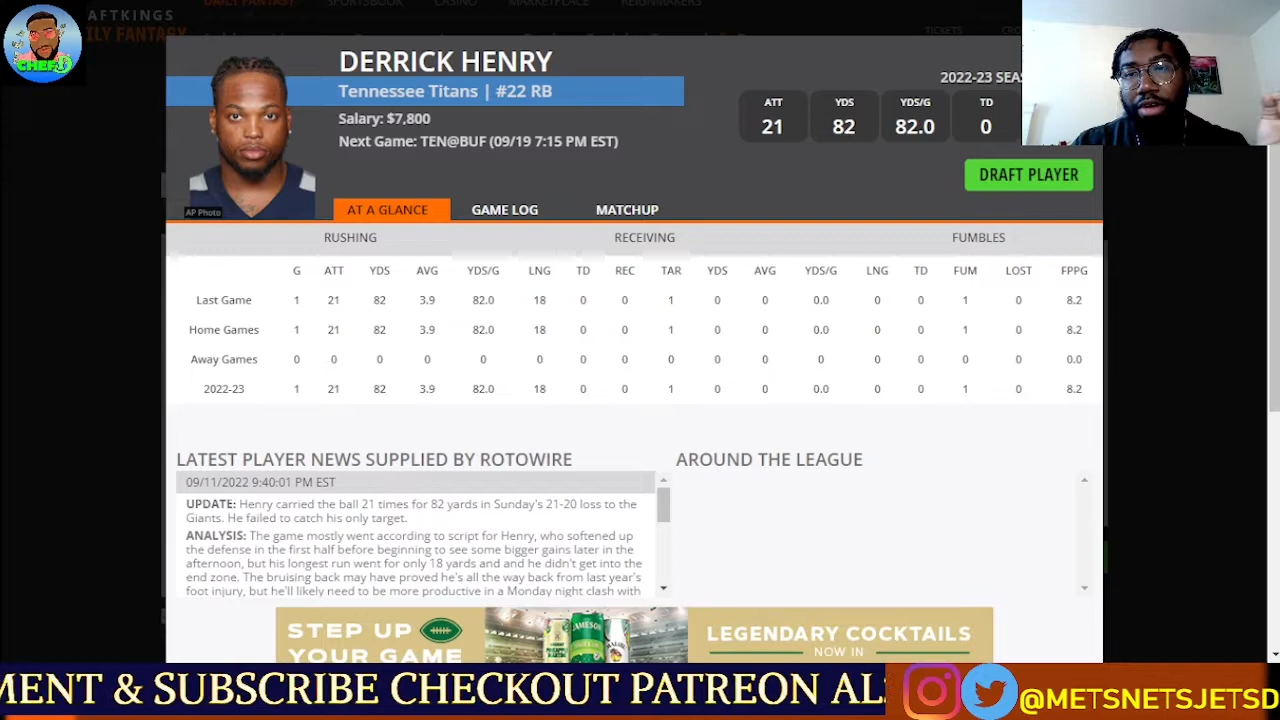 AFTKINGS
DAILY FANTASY SPORTSBOOK CASINO MARKETPLACE REIGNMAKERS
ILY FANTASY
CHEF
DERRICK HENRY
Tennessee Titans | #22 RB
Salary: $7,800
Next Game: TEN@BUF (09/19 7:15 PM EST)
2022-23 SEA
ATT YDS YDS/G TD
21 82 82.0 0
DRAFT PLAYER
AP Photo
AT A GLANCE GAME LOG MATCHUP
RUSHING RECEIVING FUMBLES
G ATT YDS AVG YDS/G LNG TD REC TAR YDS AVG YDS/G LNG TD FUM LOST FPPG
Last Game 1 21 82 3.9 82.0 18 0 0 1 0 0 0.0 0 0 1 0 8.2
Home Games 1 21 82 3.9 82.0 18 0 0 1 0 0 0.0 0 0 1 0 8.2
Away Games 0 0 0 0 0 0 0 0 0 0 0 0 0 0 0 0 0.0
2022-23 1 21 82 3.9 82.0 18 0 0 1 0 0 0.0 0 0 1 0 8.2
LATEST PLAYER NEWS SUPPLIED BY ROTOWIRE
09/11/2022 9:40:01 PM EST
UPDATE: Henry carried the ball 21 times for 82 yards in Sunday's 21-20 loss to the
Giants. He failed to catch his only target.
ANALYSIS: The game mostly went according to script for Henry, who softened up
the defense in the first half before beginning to see some bigger gains later in the
afternoon, but his longest run went for only 18 yards and and he didn't get into the
end zone. The bruising back may have proved he's all the way back from last year's
foot injury, but he'll likely need to be more productive in a Monday night clash with
AROUND THE LEAGUE
STEP UP
YOUR GAME
JAMESON
LEGENDARY COCKTAILS
NOW IN
MENT & SUBSCRIBE CHECKOUT PATREON ALS
@METSNETSJETSD